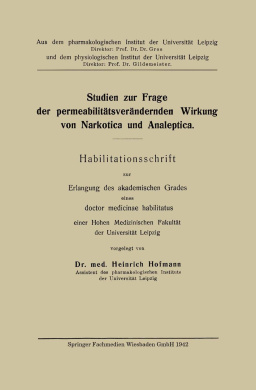 Aus dem pharmakologischen Institut der Universität Leipzig
Direktor: Prof. Dr. Dr. Gros
und dem physiologischen Institut der Universität Leipzig
Direktor: Prof. Dr. Gildemeister.
Studien zur Frage
der permeabilitätsverändernden Wirkung
von Narkotica und Analeptica.
Habilitationsschrift
zur
Erlangung des akademischen Grades
eines
doctor medicinae habilitatus
einer Hohen Medizinischen Fakultät
der Universität Leipzig
vorgelegt von
Dr. med. Heinrich Hofmann
Assistent des pharmakologischen Institute
der Universität Leipzig
Springer Fachmedien Wiesbaden GmbH 1942